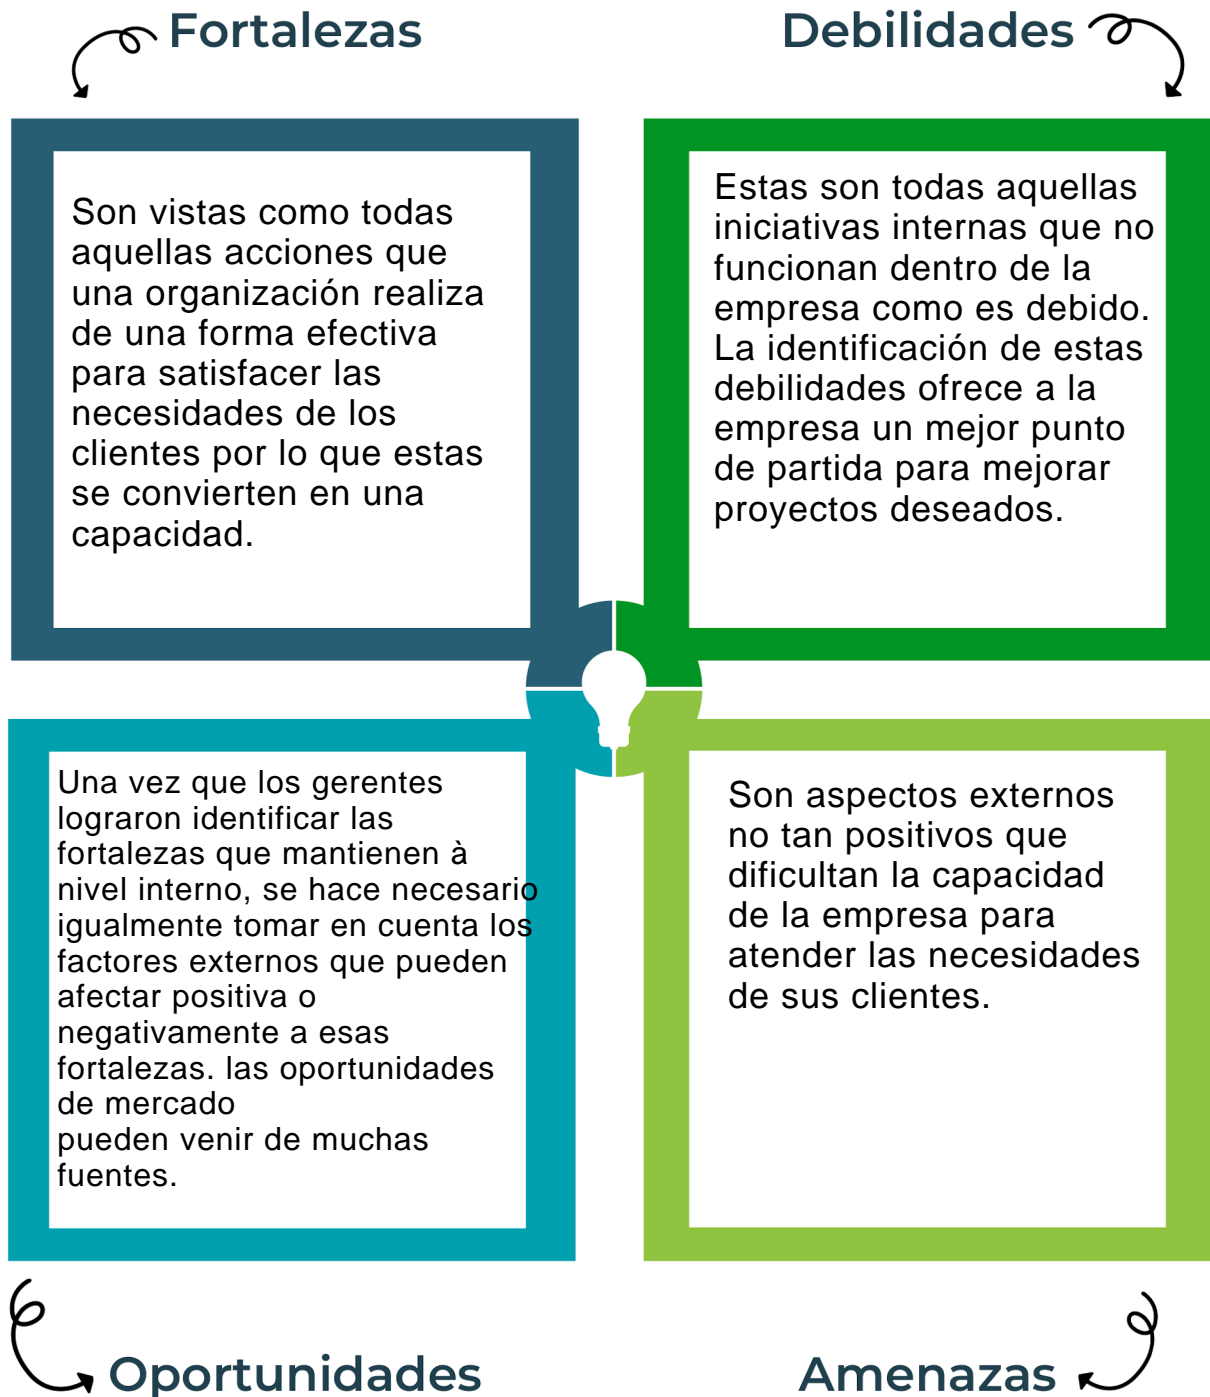 Fortalezas
Son vistas como todas
aquellas acciones que
una organización realiza
de una forma efectiva
para satisfacer las
necesidades de los
clientes por lo que estas
se convierten en una
capacidad.
Debilidades
Estas son todas aquellas
iniciativas internas que no
funcionan dentro de la
empresa como es debido.
La identificación de estas
debilidades ofrece a la
empresa un mejor punto
de partida para mejorar
proyectos deseados.
Una vez que los gerentes
lograron identificar las
fortalezas que mantienen à
nivel interno, se hace necesario
igualmente tomar en cuenta los
factores externos que pueden
afectar positiva o
negativamente a esas
fortalezas. las oportunidades
de mercado
pueden venir de muchas
fuentes.
Oportunidades
Son aspectos externos
no tan positivos que
dificultan la capacidad
de la empresa para
atender las necesidades
de sus clientes.
Amenazas